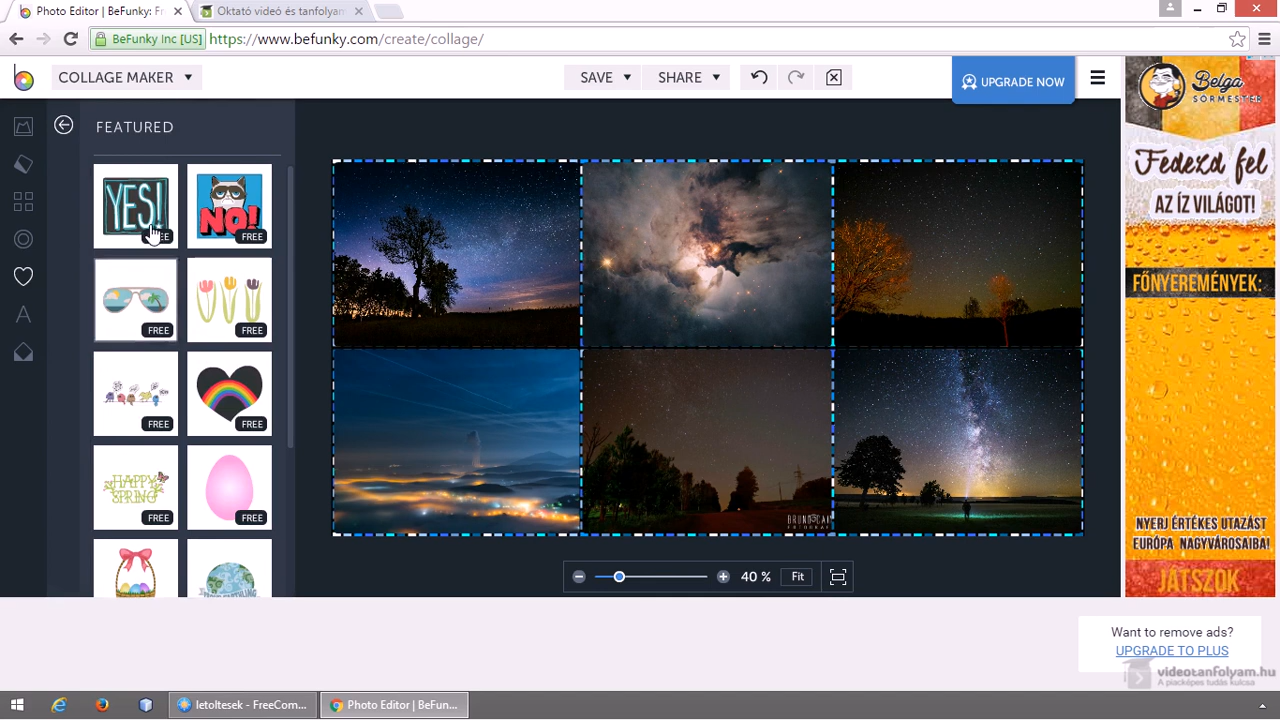 Photo Editor | BeFunky: Fr
Oktató videó és tanfolyam
BeFunky Inc [US]
https://www.befunky.com/create/collage/
COLLAGE MAKER
SAVE
SHARE
UPGRADE NOW
FEATURED
YES!
NO!
FREE
FREE
FREE
FREE
FREE
HAPPY SPRING
FREE
FREE
FREE
40 %
Fit
Belga
SÖRMESTER
Fedezd fel
AZ ÍZ VILÁGOT!
FŐNYEREMÉNYEK:
NYERJ ÉRTÉKES UTAZÁST
EURÓPA NAGYVÁROSAIBA!
JÁTSZOK
Want to remove ads?
UPGRADE TO PLUS
videotanfolyam.hu
A piacképes tudás kulcsa
letoltesek - FreeCom...
Photo Editor | BeFun...